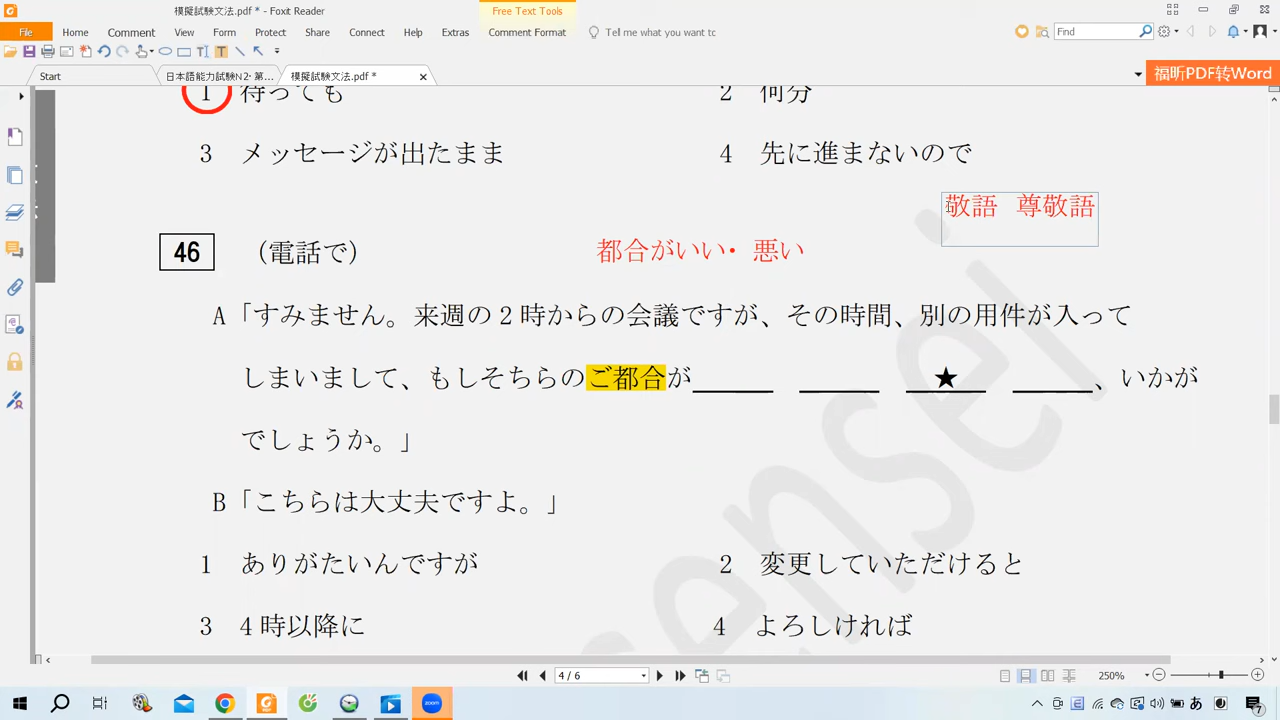 模擬試験文法.pdf * - Foxit Reader
Free Text Tools
File Home Comment View Form Protect Share Connect Help Extras Comment Format Tell me what you want to Find
Start 日本語能力試験N2· 第... 模擬試験文法.pdf * 福昕PDF转Word
1 待っても 2 何分
3 メッセージが出たまま 4 先に進まないので
敬語 尊敬語
46 （電話で） 都合がいい・ 悪い
A「すみません。来週の２時からの会議ですが、その時間、別の用件が入って
しまいまして、もしそちらのご都合が＿＿＿ ＿＿＿ ★ ＿＿＿、いかが
でしょうか。」
B「こちらは大丈夫ですよ。」
1 ありがたいんですが 2 変更していただけると
3 ４時以降に 4 よろしければ
sensei
4 / 6 250%
zoom あ 7